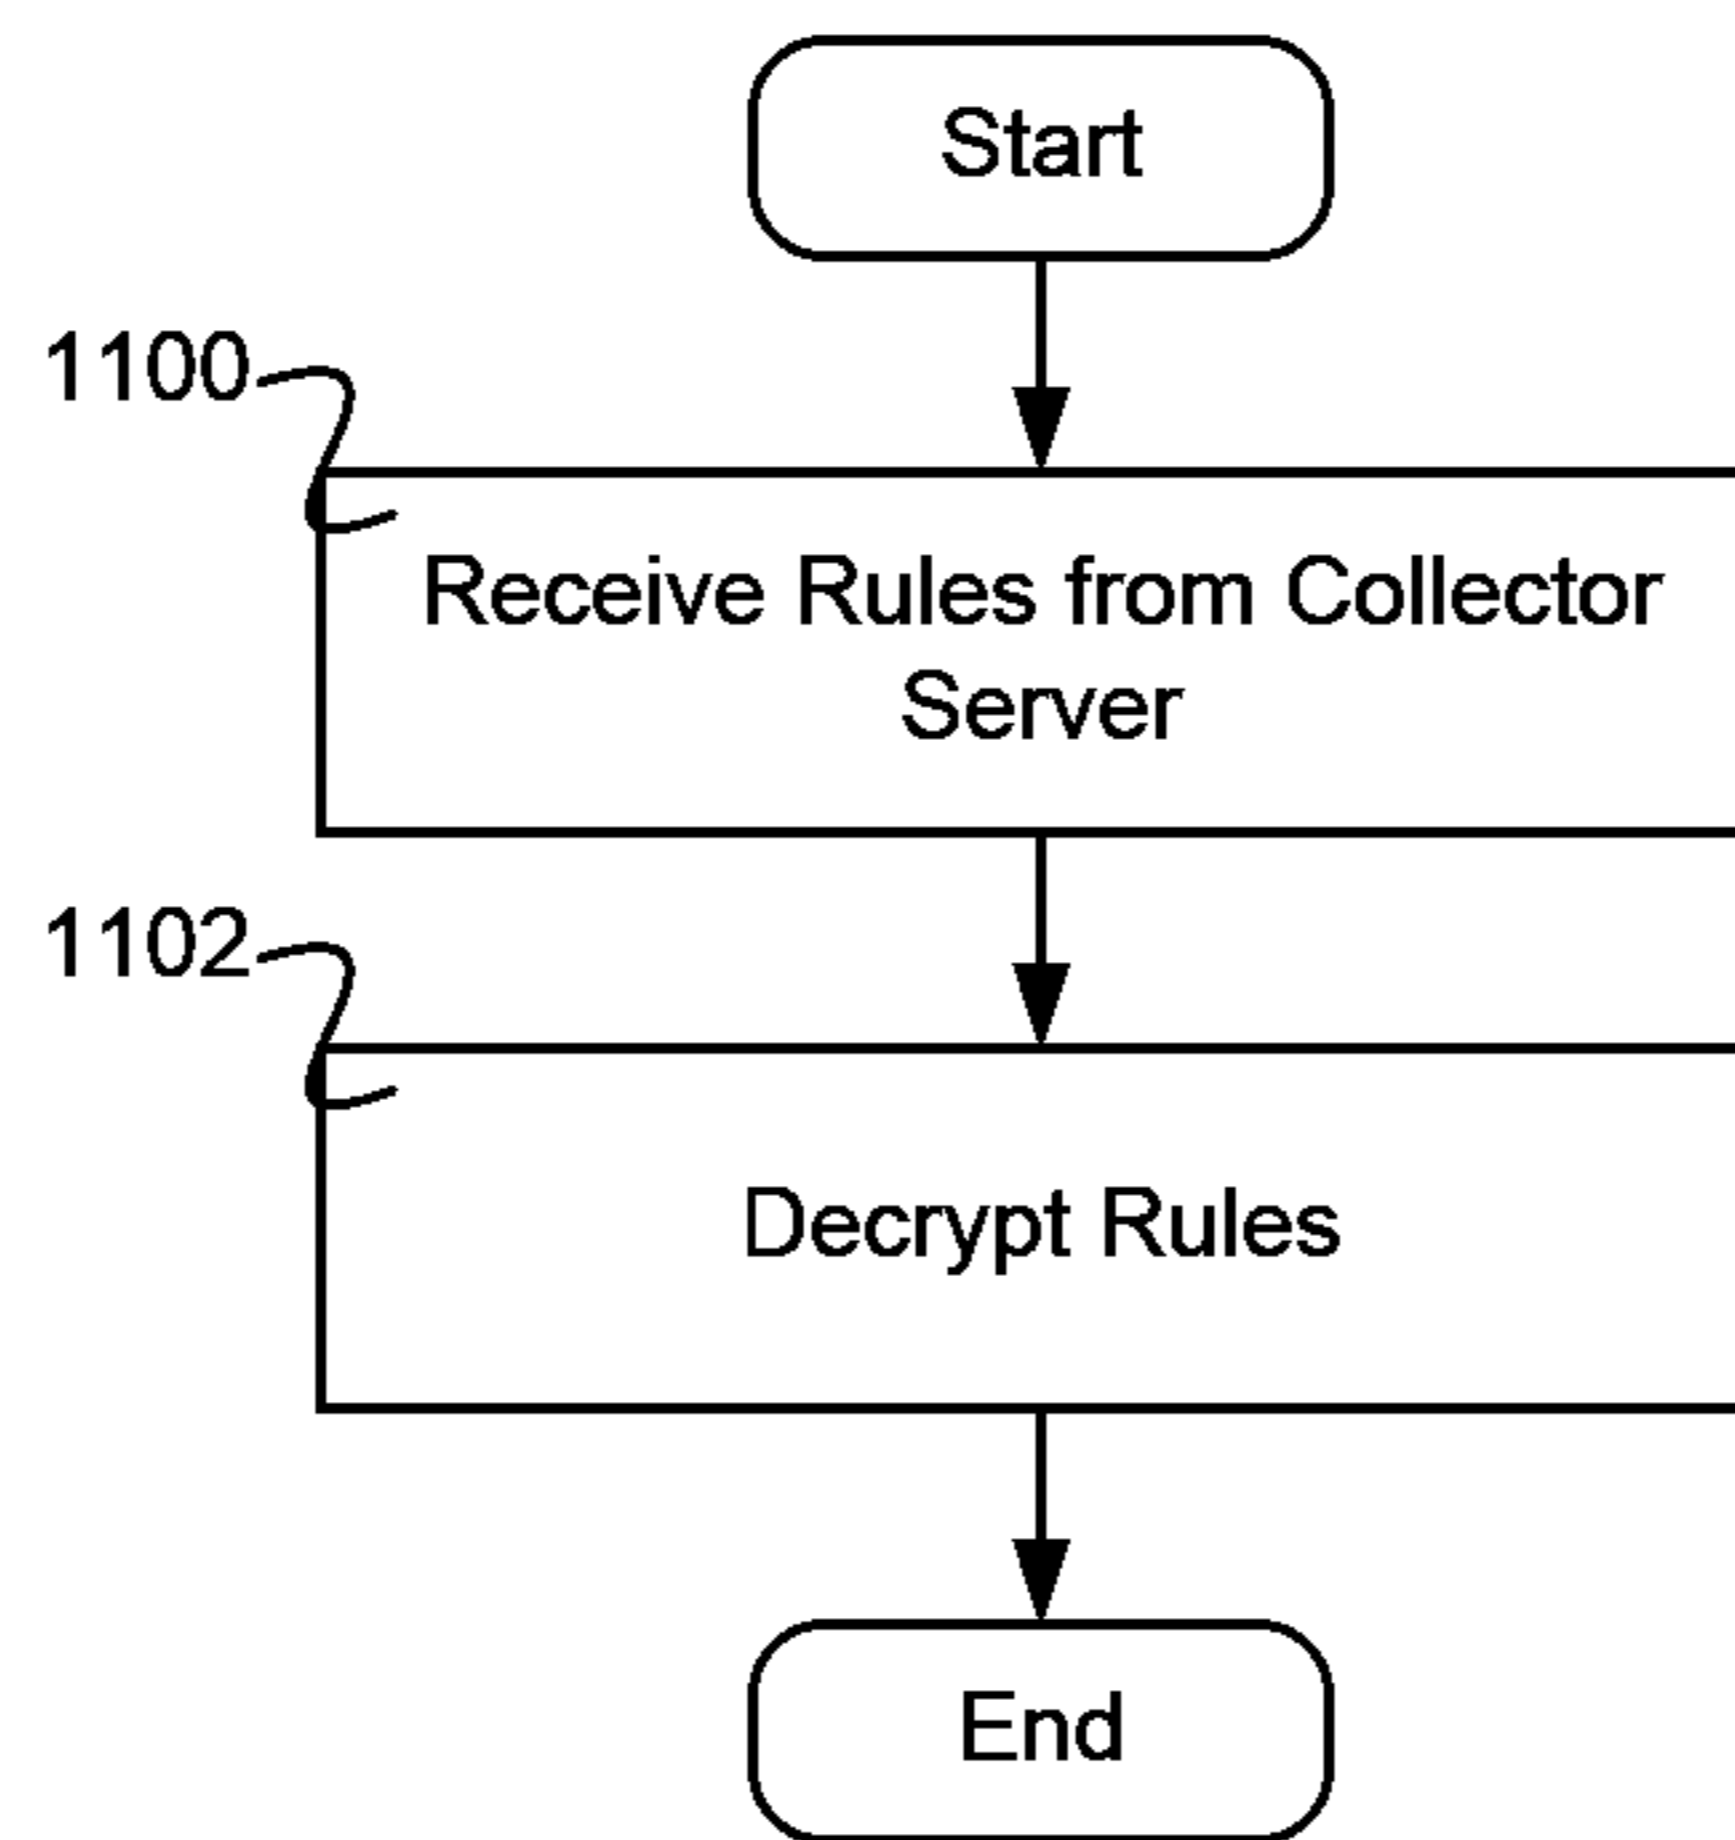 Start
1100
Receive Rules from Collector
Server
1102
Decrypt Rules
End